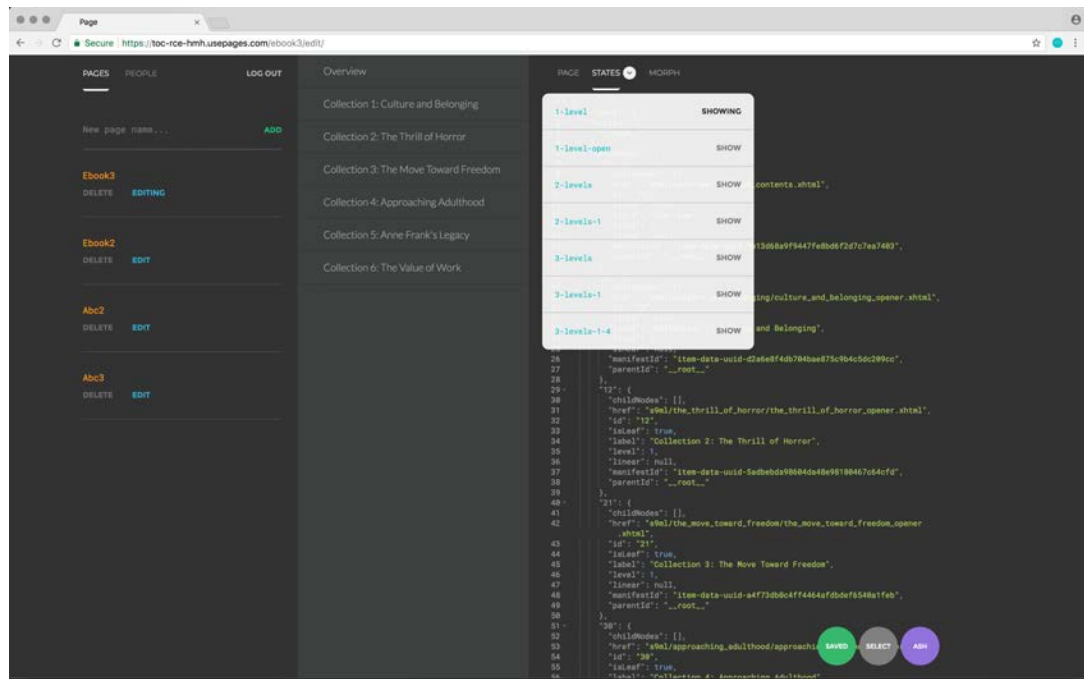 Page
Secure https://toc-rce-hmh.usepages.com/ebook3/edit/
PAGES PEOPLE LOG OUT
New page name... ADD
Ebook3
DELETE EDITING
Ebook2
DELETE EDIT
Abc2
DELETE EDIT
Abc3
DELETE EDIT
Overview
Collection 1: Culture and Belonging
Collection 2: The Thrill of Horror
Collection 3: The Move Toward Freedom
Collection 4: Approaching Adulthood
Collection 5: Anne Frank's Legacy
Collection 6: The Value of Work
PAGE STATES MORPH
1-level SHOWING
1-level-open SHOW
2-levels SHOW
2-levels-1 SHOW
3-levels SHOW
3-levels-1 SHOW
3-levels-1-4 SHOW
contents.xhtml",
ging/culture_and_belonging_opener.xhtml",
and Belonging",
26 "manifestId": "item-data-uuid-d2a6e8f4db704bae875c9b4c5dc209cc",
27 "parentId": "__root__"
28 },
29 "12": {
30 "childNodes": [],
31 "href": "s9ml/the_thrill_of_horror/the_thrill_of_horror_opener.xhtml",
32 "id": "12",
33 "isLeaf": true,
34 "label": "Collection 2: The Thrill of Horror",
35 "level": 1,
36 "linear": null,
37 "manifestId": "item-data-uuid-5adbebda98604da48e98180467c64cfd",
38 "parentId": "__root__"
39 },
40 "21": {
41 "childNodes": [],
42 "href": "s9ml/the_move_toward_freedom/the_move_toward_freedom_opener
.xhtml",
43 "id": "21",
44 "isLeaf": true,
45 "label": "Collection 3: The Move Toward Freedom",
46 "level": 1,
47 "linear": null,
48 "manifestId": "item-data-uuid-a4f73db0c4ff4464afdbdef6540a1feb",
49 "parentId": "__root__"
50 },
51 "30": {
52 "childNodes": [],
53 "href": "s9ml/approaching_adulthood/approachi
54 "id": "30",
55 "isLeaf": true,
56 "label": "Collection 4: Approaching Adulthood"
SAVED SELECT ASH